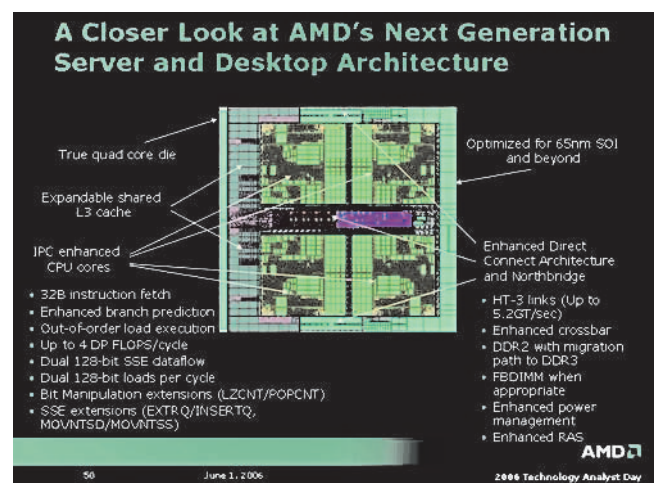 A Closer Look at AMD's Next Generation
Server and Desktop Architecture
True quad core die
Expandable shared
L3 cache
IPC enhanced
CPU cores
• 32B instruction fetch
• Enhanced branch prediction
• Out-of-order load execution
• Up to 4 DP FLOPS/cycle
• Dual 128-bit SSE dataflow
• Dual 128-bit loads per cycle
• Bit Manipulation extensions (LZCNT/POPCNT)
• SSE extensions (EXTRQ/INSERTQ,
MOVNTSD/MOVNTSS)
Optimized for 65nm SOI
and beyond
Enhanced Direct
Connect Architecture
and Northbridge
• HT-3 links (Up to
5.2GT/sec)
• Enhanced crossbar
• DDR2 with migration
path to DDR3
• FBDIMM when
appropriate
• Enhanced power
management
• Enhanced RAS
AMD
50
June 1, 2006
2006 Technology Analyst Day